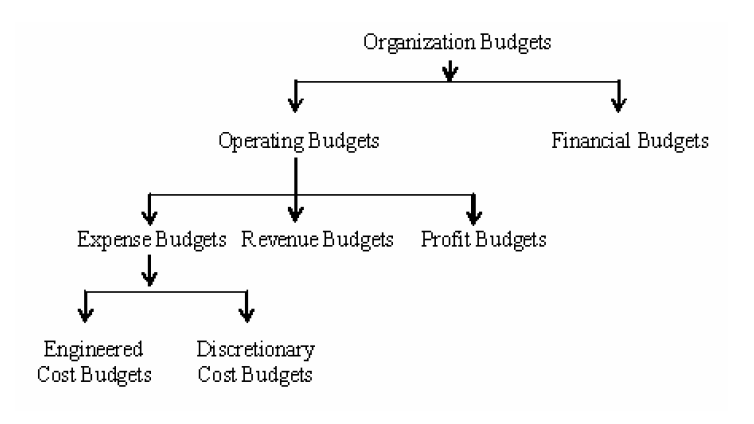 Organization Budgets
Operating Budgets
Financial Budgets
Expense Budgets
Revenue Budgets
Profit Budgets
Engineered
Cost Budgets
Discretionary
Cost Budgets